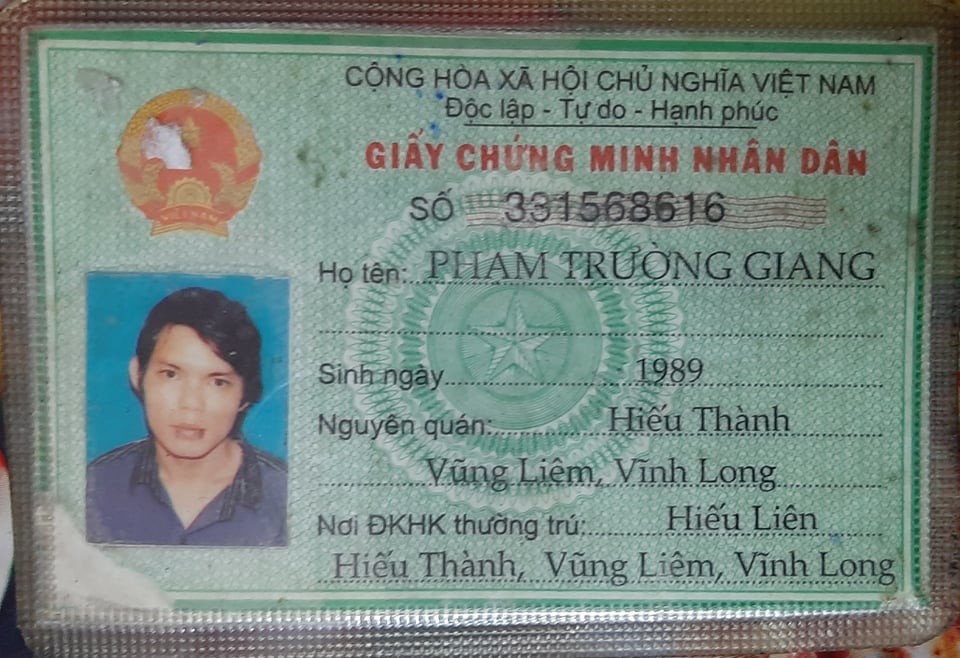 CỘNG HÒA XÃ HỘI CHỦ NGHĨA VIỆT NAM
Độc lập - Tự do - Hạnh phúc
GIẤY CHỨNG MINH NHÂN DÂN
SỐ 331568616
Họ tên: PHẠM TRƯỜNG GIANG
Sinh ngày 1989
Nguyên quán: Hiếu Thành
Vũng Liêm, Vĩnh Long
Nơi ĐKHK thường trú: Hiếu Liên
Hiếu Thành, Vũng Liêm, Vĩnh Long
VIỆT NAM